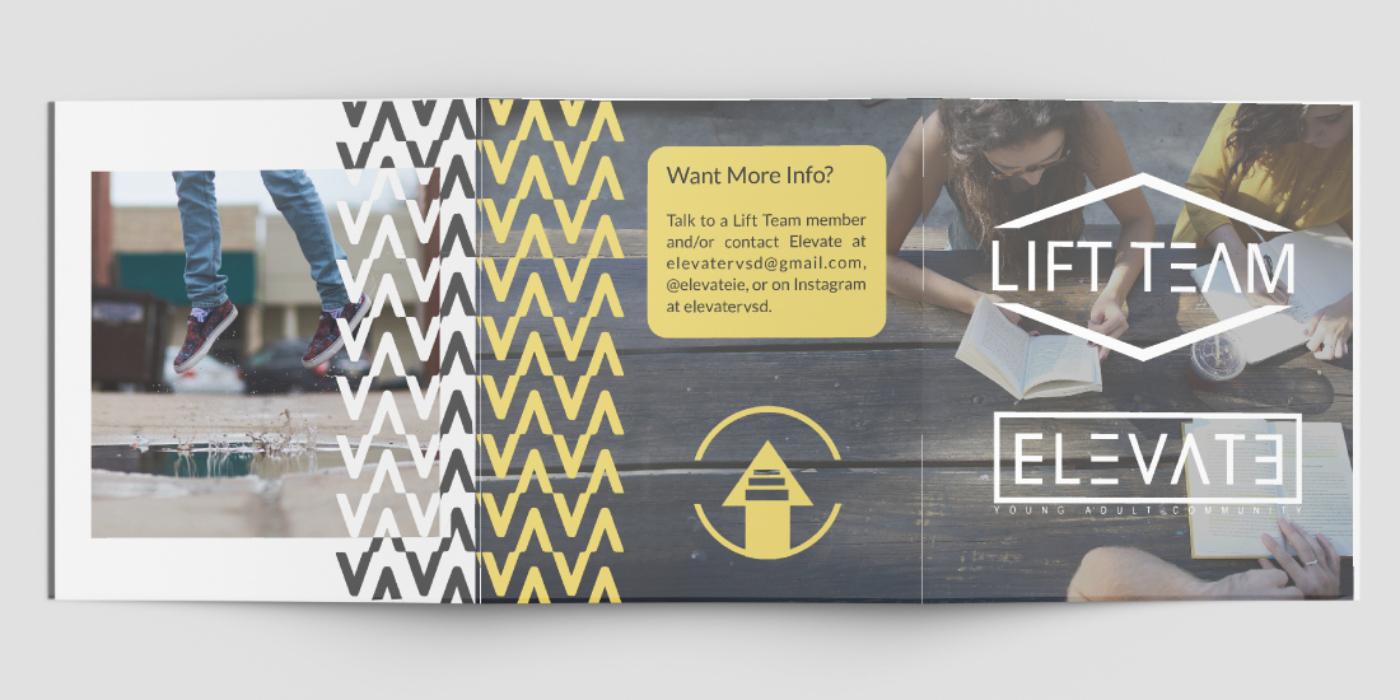 Want More Info?
Talk to a Lift Team member
and/or contact Elevate at
elevatervsd@gmail.com,
@elevateie, or on Instagram
at elevatervsd.
LIFT TEAM
ELEVATE
YOUNG ADULT COMMUNITY